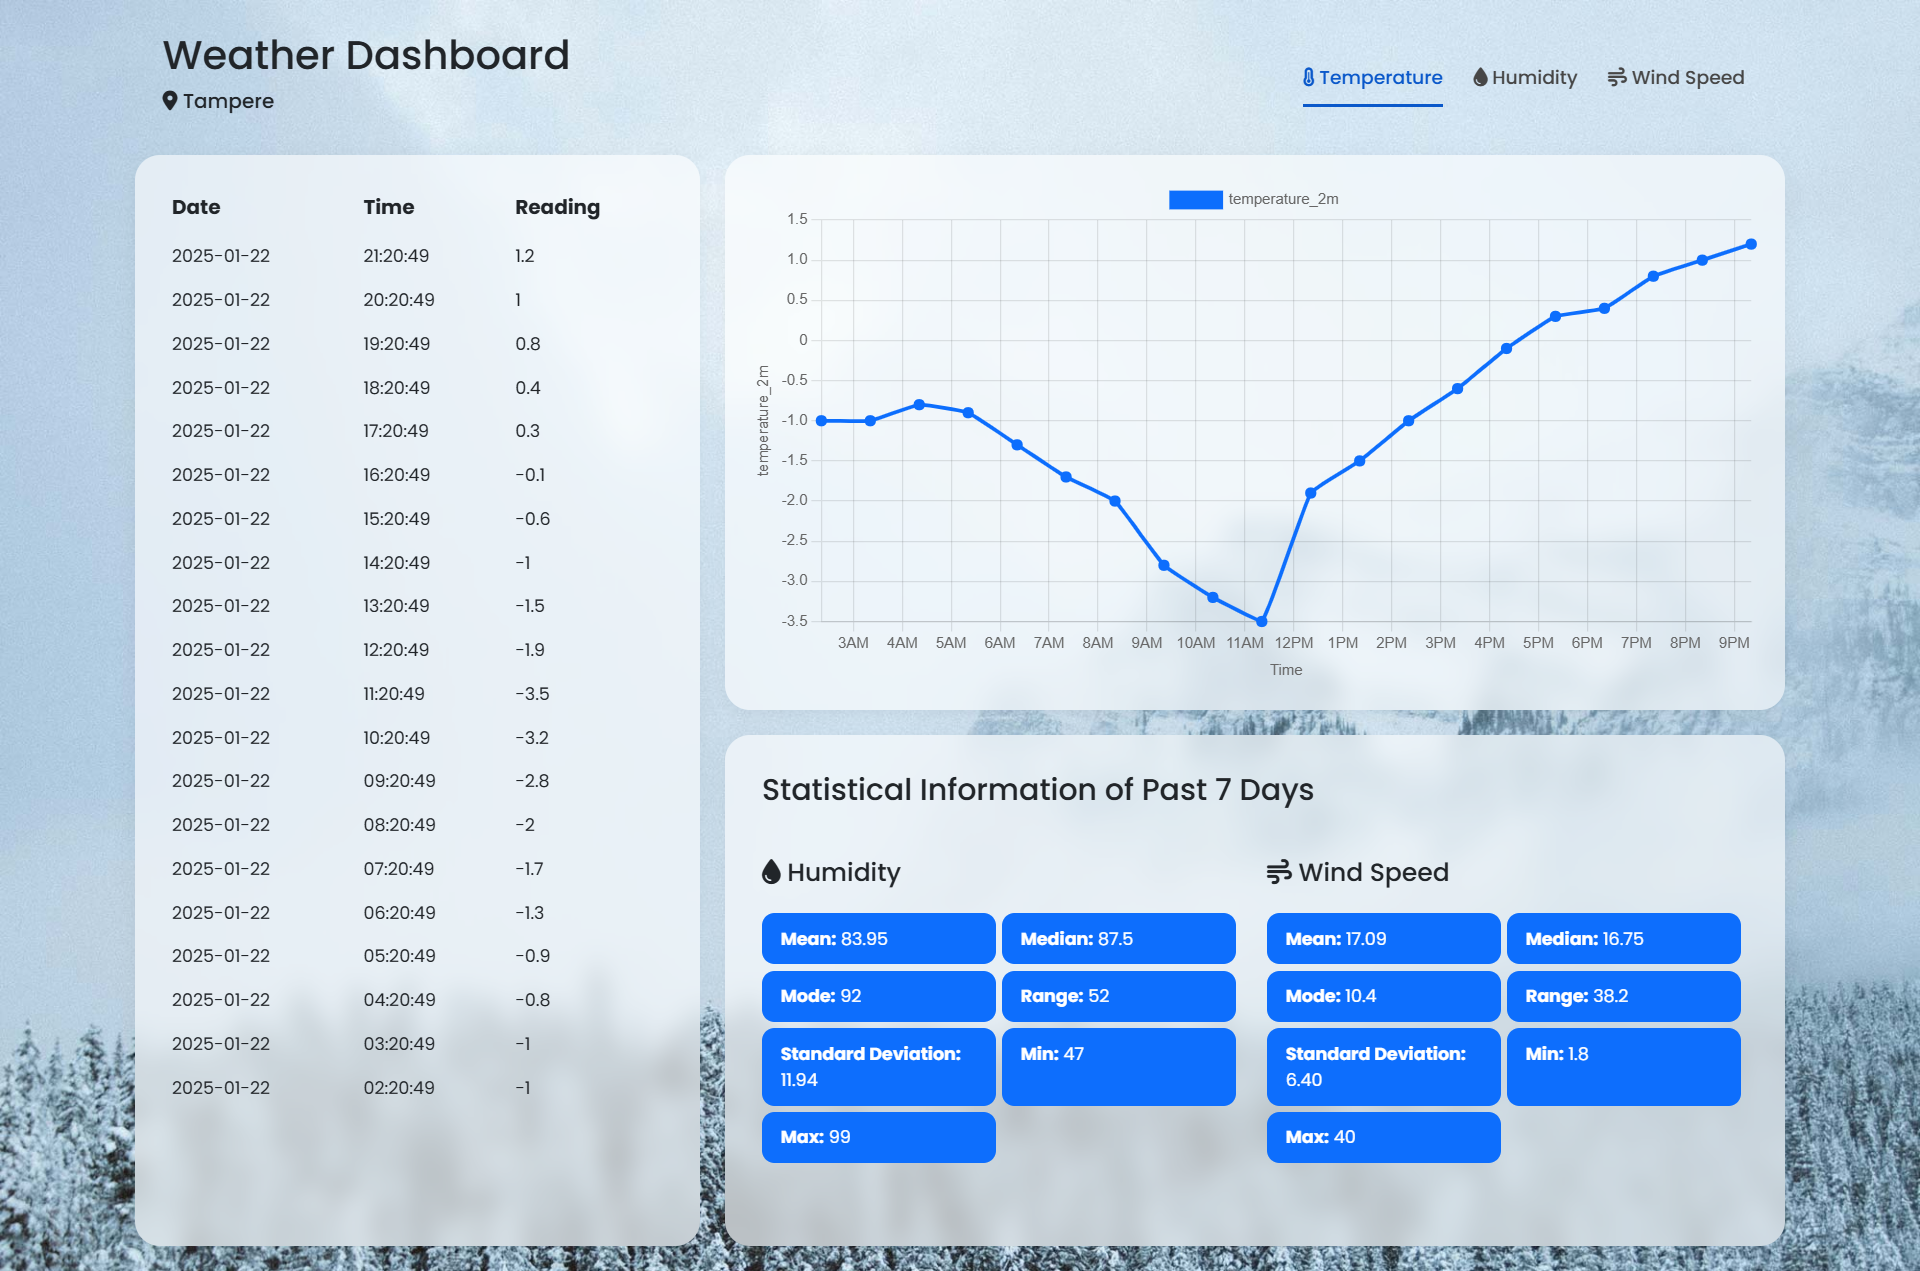 Weather Dashboard
Tampere
Temperature Humidity Wind Speed
Date Time Reading
2025-01-22 21:20:49 1.2
2025-01-22 20:20:49 1
2025-01-22 19:20:49 0.8
2025-01-22 18:20:49 0.4
2025-01-22 17:20:49 0.3
2025-01-22 16:20:49 -0.1
2025-01-22 15:20:49 -0.6
2025-01-22 14:20:49 -1
2025-01-22 13:20:49 -1.5
2025-01-22 12:20:49 -1.9
2025-01-22 11:20:49 -3.5
2025-01-22 10:20:49 -3.2
2025-01-22 09:20:49 -2.8
2025-01-22 08:20:49 -2
2025-01-22 07:20:49 -1.7
2025-01-22 06:20:49 -1.3
2025-01-22 05:20:49 -0.9
2025-01-22 04:20:49 -0.8
2025-01-22 03:20:49 -1
2025-01-22 02:20:49 -1
temperature_2m
1.5
1.0
0.5
0
-0.5
-1.0
-1.5
-2.0
-2.5
-3.0
-3.5
temperature_2m
3AM 4AM 5AM 6AM 7AM 8AM 9AM 10AM 11AM 12PM 1PM 2PM 3PM 4PM 5PM 6PM 7PM 8PM 9PM
Time
Statistical Information of Past 7 Days
Humidity
Mean: 83.95 Median: 87.5
Mode: 92 Range: 52
Standard Deviation:
11.94
Min: 47
Max: 99
Wind Speed
Mean: 17.09 Median: 16.75
Mode: 10.4 Range: 38.2
Standard Deviation:
6.40
Min: 1.8
Max: 40